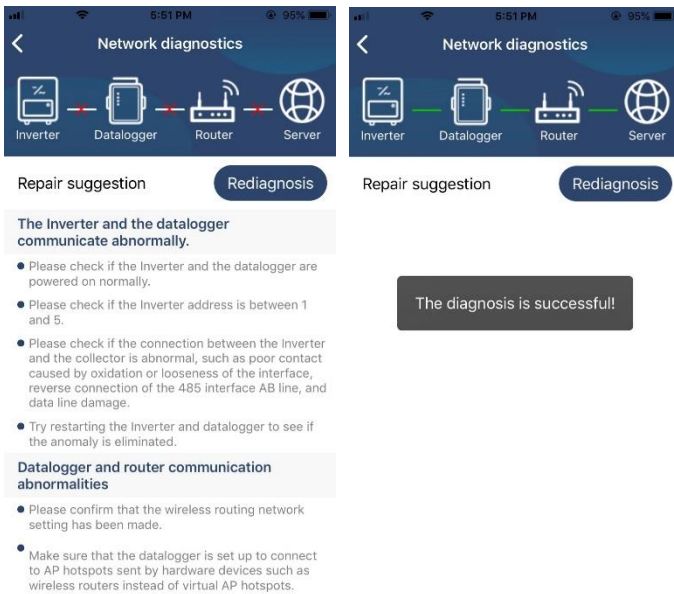 5:51 PM
95%
Network diagnostics
Inverter
Datalogger
Router
Server
Repair suggestion
Rediagnosis
The Inverter and the datalogger
communicate abnormally.
Please check if the Inverter and the datalogger are
powered on normally.
Please check if the Inverter address is between 1
and 5.
Please check if the connection between the Inverter
and the collector is abnormal, such as poor contact
caused by oxidation or looseness of the interface,
reverse connection of the 485 interface AB line, and
data line damage.
Try restarting the Inverter and datalogger to see if
the anomaly is eliminated.
Datalogger and router communication
abnormalities
Please confirm that the wireless routing network
setting has been made.
Make sure that the datalogger is set up to connect
to AP hotspots sent by hardware devices such as
wireless routers instead of virtual AP hotspots.
5:51 PM
95%
Network diagnostics
Inverter
Datalogger
Router
Server
Repair suggestion
Rediagnosis
The diagnosis is successful!